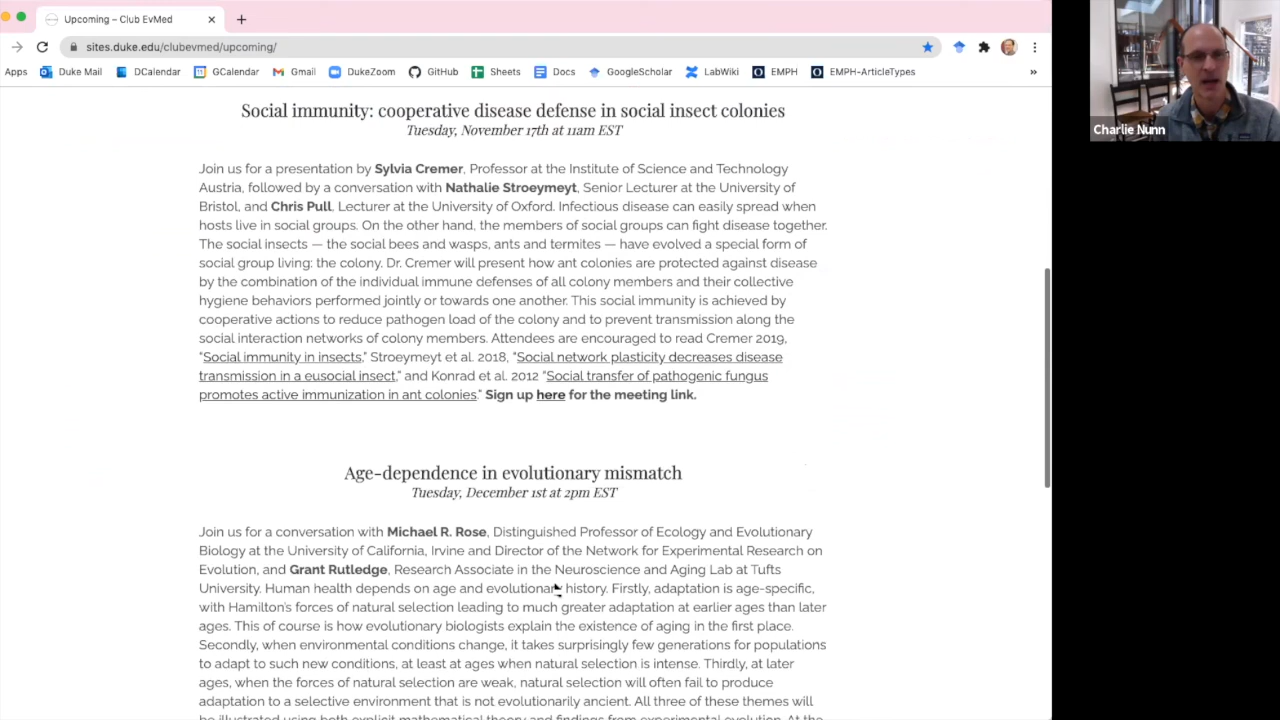 Upcoming – Club EvMed
sites.duke.edu/clubevmed/upcoming/
Apps Duke Mail DCalendar GCalendar Gmail DukeZoom GitHub Sheets Docs GoogleScholar LabWiki EMPH EMPH-ArticleTypes »
Charlie Nunn
Social immunity: cooperative disease defense in social insect colonies
Tuesday, November 17th at 11am EST
Join us for a presentation by Sylvia Cremer, Professor at the Institute of Science and Technology
Austria, followed by a conversation with Nathalie Stroeymeyt, Senior Lecturer at the University of
Bristol, and Chris Pull, Lecturer at the University of Oxford. Infectious disease can easily spread when
hosts live in social groups. On the other hand, the members of social groups can fight disease together.
The social insects — the social bees and wasps, ants and termites — have evolved a special form of
social group living: the colony. Dr. Cremer will present how ant colonies are protected against disease
by the combination of the individual immune defenses of all colony members and their collective
hygiene behaviors performed jointly or towards one another. This social immunity is achieved by
cooperative actions to reduce pathogen load of the colony and to prevent transmission along the
social interaction networks of colony members. Attendees are encouraged to read Cremer 2019,
“Social immunity in insects,” Stroeymeyt et al. 2018, “Social network plasticity decreases disease
transmission in a eusocial insect,” and Konrad et al. 2012 “Social transfer of pathogenic fungus
promotes active immunization in ant colonies.” Sign up here for the meeting link.
Age-dependence in evolutionary mismatch
Tuesday, December 1st at 2pm EST
Join us for a conversation with Michael R. Rose, Distinguished Professor of Ecology and Evolutionary
Biology at the University of California, Irvine and Director of the Network for Experimental Research on
Evolution, and Grant Rutledge, Research Associate in the Neuroscience and Aging Lab at Tufts
University. Human health depends on age and evolutionary history. Firstly, adaptation is age-specific,
with Hamilton's forces of natural selection leading to much greater adaptation at earlier ages than later
ages. This of course is how evolutionary biologists explain the existence of aging in the first place.
Secondly, when environmental conditions change, it takes surprisingly few generations for populations
to adapt to such new conditions, at least at ages when natural selection is intense. Thirdly, at later
ages, when the forces of natural selection are weak, natural selection will often fail to produce
adaptation to a selective environment that is not evolutionarily ancient. All three of these themes will
be illustrated using both explicit mathematical theory and findings from experimental evolution. At the